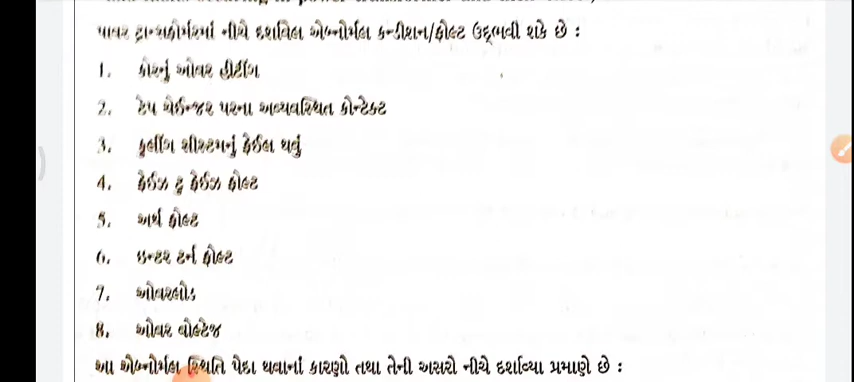 પાવર ટ્રાન્સફોર્મરમાં નીચે દર્શાવેલ એબ્નોર્મલ કન્ડીશન/ફોલ્ટ ઉદ્દભવી શકે છે :
1. કોરનું ઓવર હીટીંગ
2. ટેપ ચેઈન્જર પરના અવ્યવસ્થિત કોન્ટેક્ટ
3. કુલીંગ સીસ્ટમનું ફેઈલ થવું
4. ફેઈઝ ટુ ફેઈઝ ફોલ્ટ
5. અર્થ ફોલ્ટ
6. ઇન્ટર ટર્ન ફોલ્ટ
7. ઓવરલોડ
8. ઓવર વોલ્ટેજ
આ એબ્નોર્મલ સ્થિતિ પેદા થવાનાં કારણો તથા તેની અસરો નીચે દર્શાવ્યા પ્રમાણે છે :